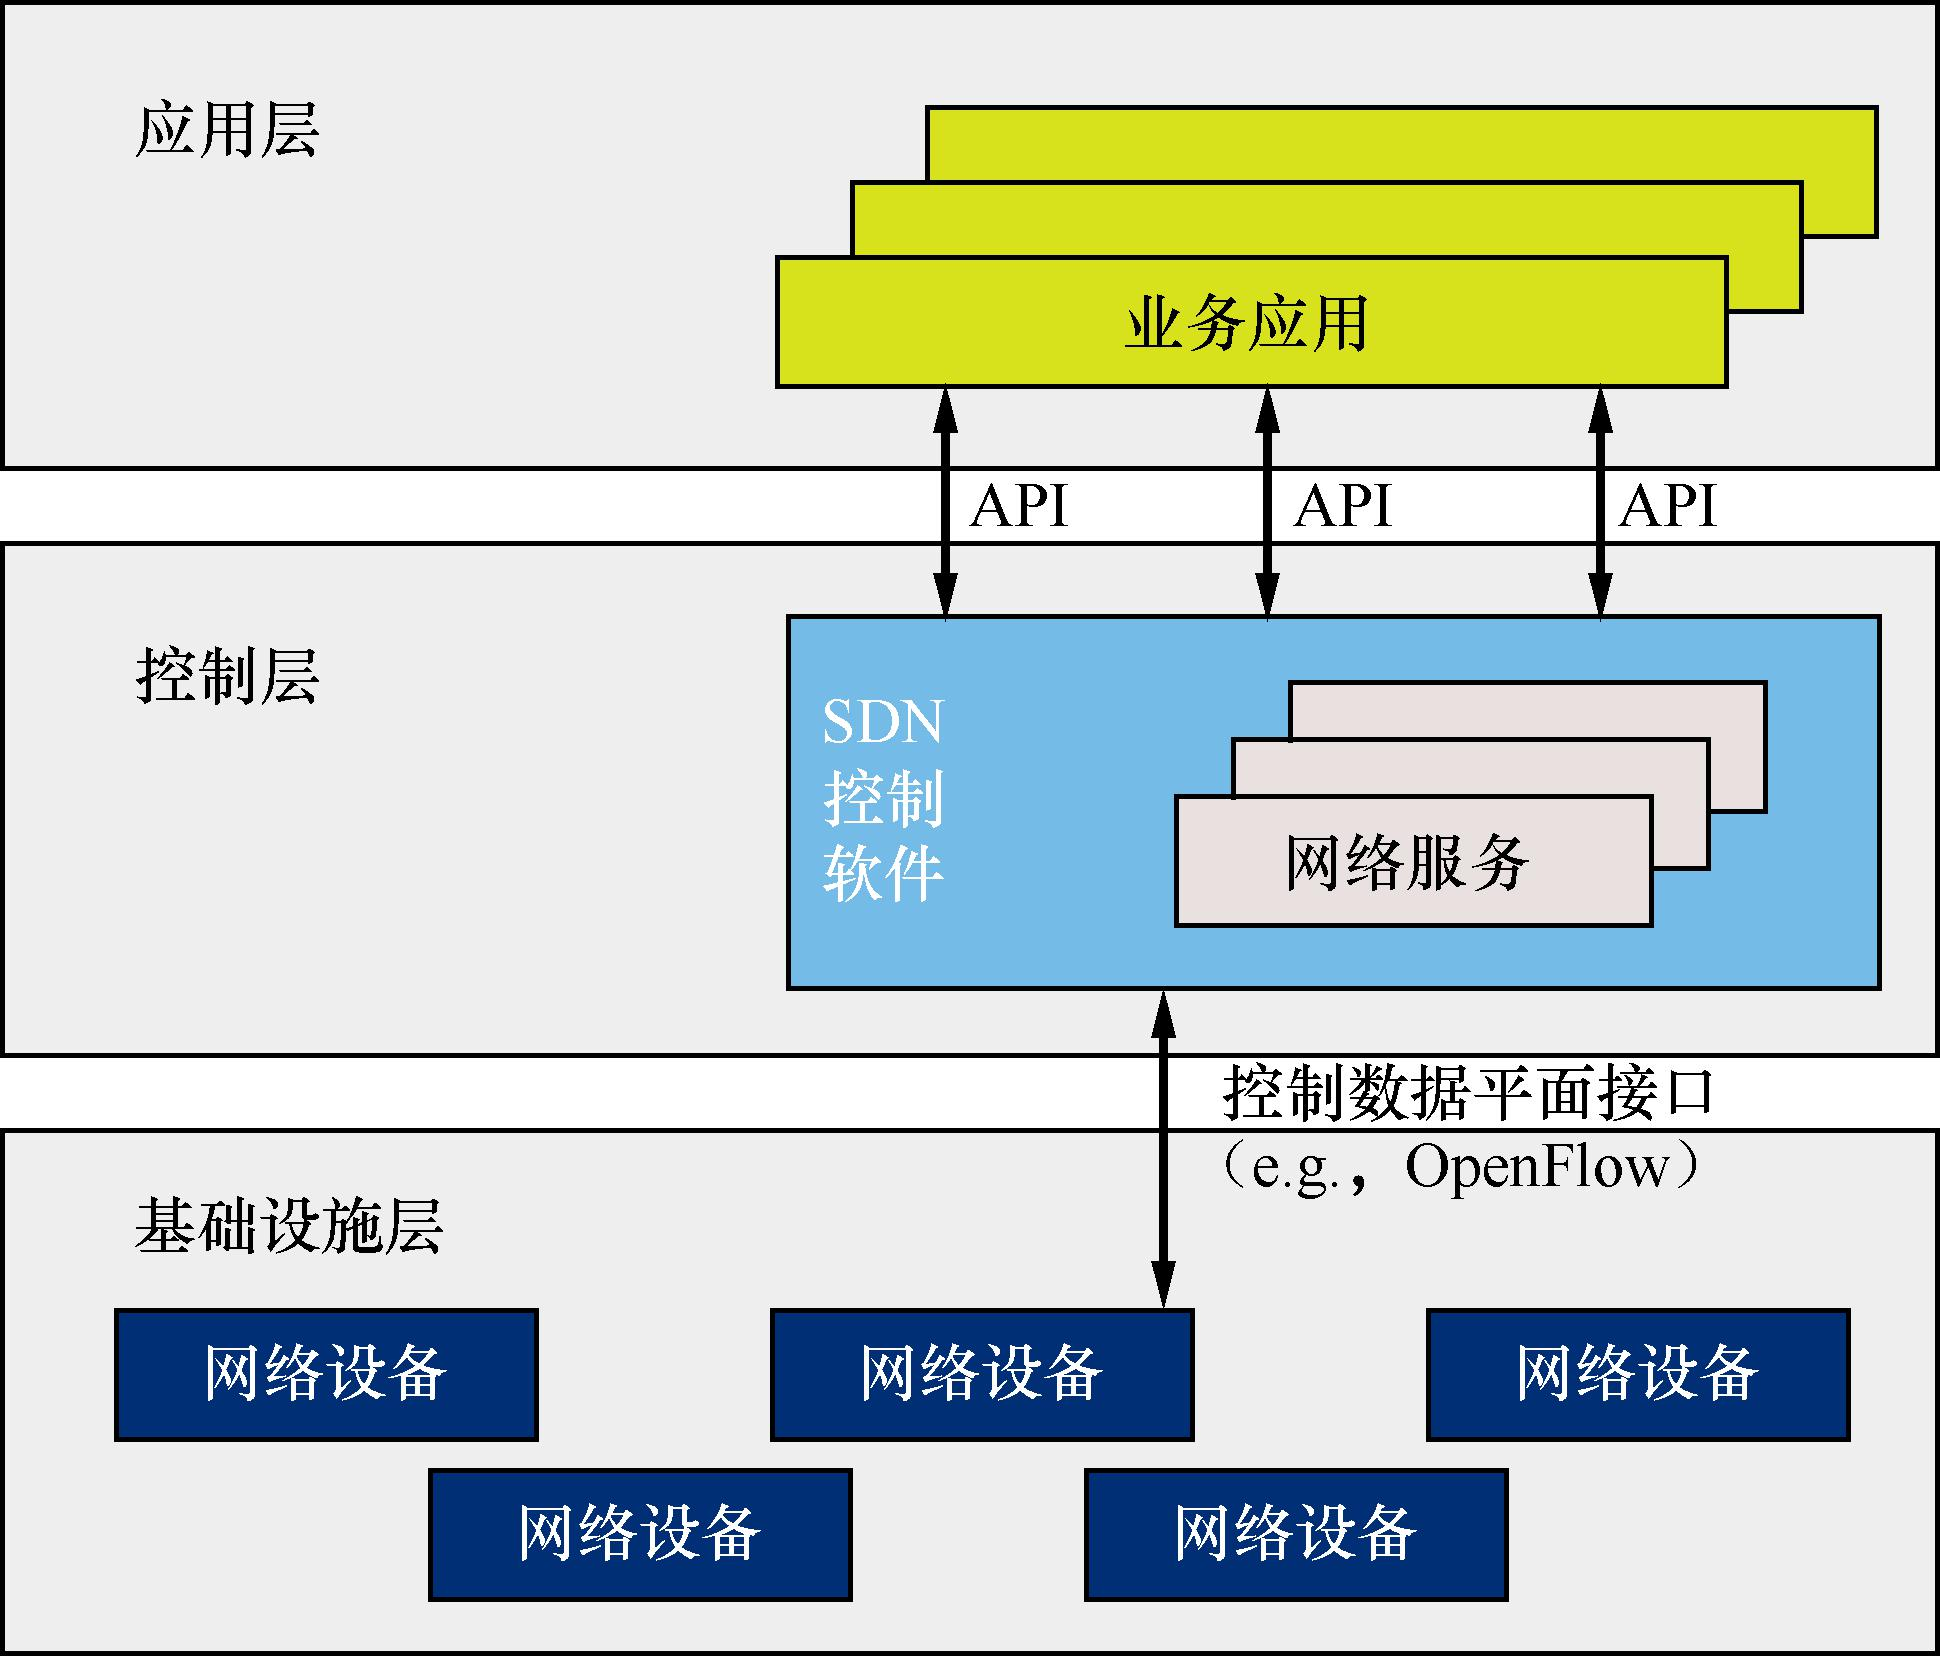 应用层
业务应用
API
API
API
控制层
SDN
控制
软件
网络服务
控制数据平面接口
（e.g.，OpenFlow）
基础设施层
网络设备
网络设备
网络设备
网络设备
网络设备